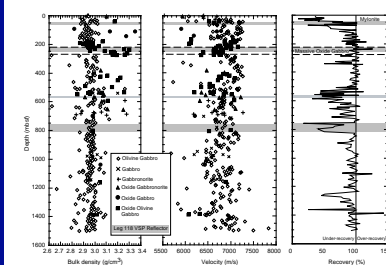 Mylonite
Massive Oxide Gabbro
Depth (mbsf)
0
200
400
600
800
1000
1200
1400
1600
Olivine Gabbro
Gabbro
Gabbronorite
Oxide Gabbronorite
Oxide Gabbro
Oxide Olivine
Gabbro
Leg 118 VSP Reflector
Under-recovery Over-recovery
2.6 2.7 2.8 2.9 3.0 3.1 3.2 3.3 3.4
5500 6000 6500 7000 7500 8000
0 50 100 150
Bulk density (g/cm³)
Velocity (m/s)
Recovery (%)